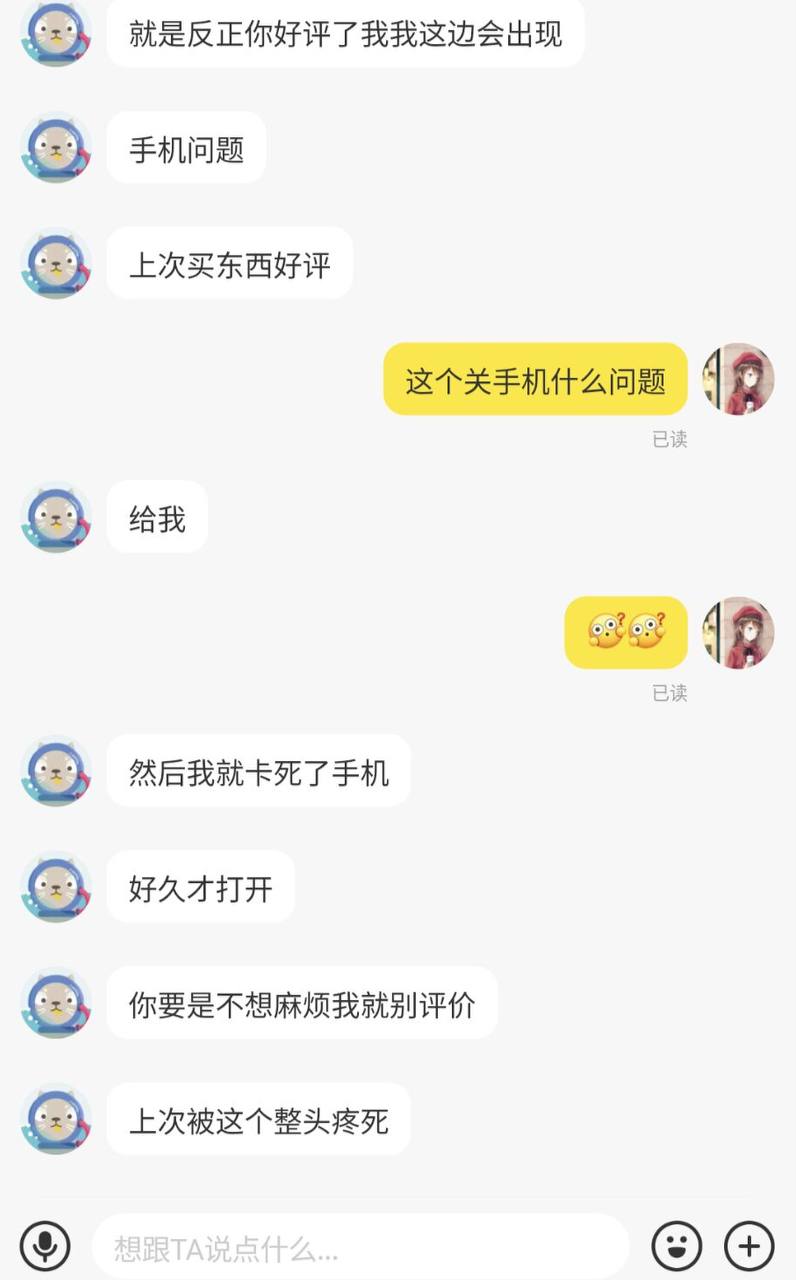 就是反正你好评了我我这边会出现
手机问题
上次买东西好评
这个关手机什么问题
已读
给我
已读
然后我就卡死了手机
好久才打开
你要是不想麻烦我就别评价
上次被这个整头疼死
想跟TA说点什么...